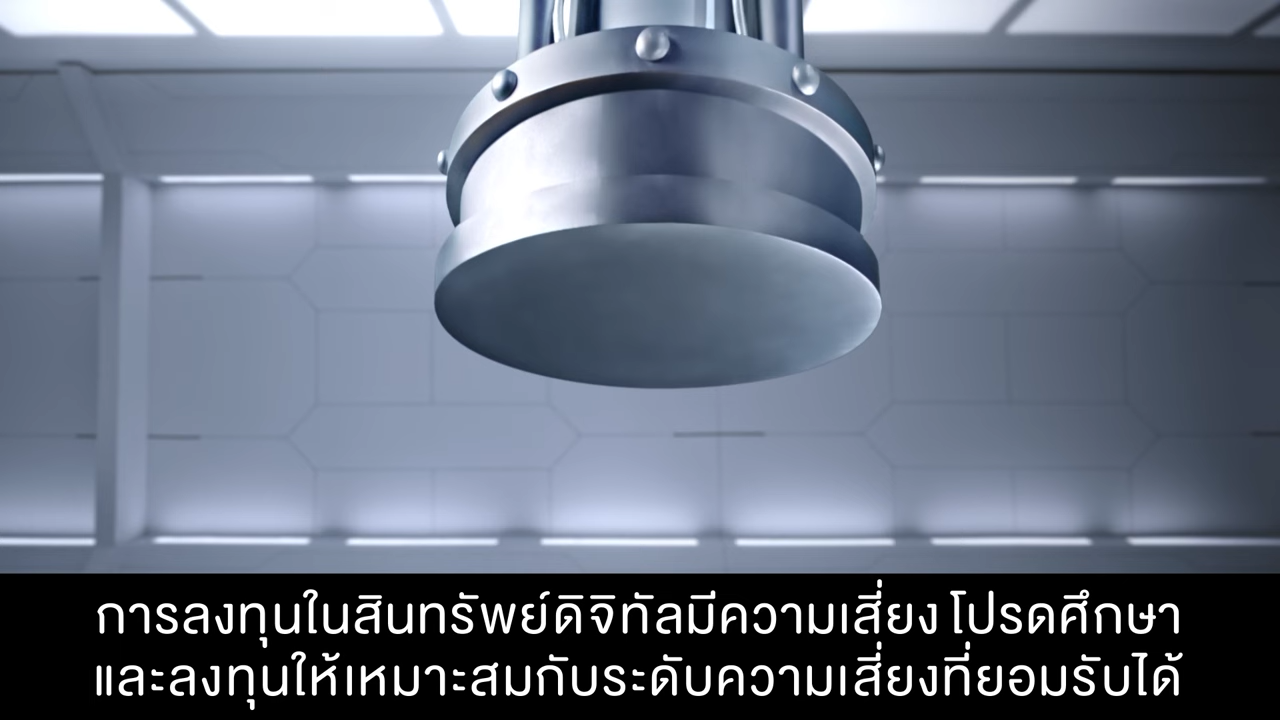 การลงทุนในสินทรัพย์ดิจิทัลมีความเสี่ยง โปรดศึกษา
และลงทุนให้เหมาะสมกับระดับความเสี่ยงที่ยอมรับได้